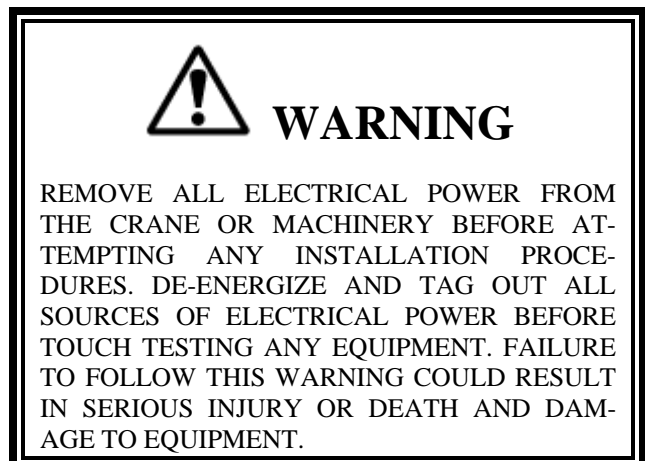 WARNING
REMOVE ALL ELECTRICAL POWER FROM
THE CRANE OR MACHINERY BEFORE AT-
TEMPTING ANY INSTALLATION PROCE-
DURES. DE-ENERGIZE AND TAG OUT ALL
SOURCES OF ELECTRICAL POWER BEFORE
TOUCH TESTING ANY EQUIPMENT. FAILURE
TO FOLLOW THIS WARNING COULD RESULT
IN SERIOUS INJURY OR DEATH AND DAM-
AGE TO EQUIPMENT.